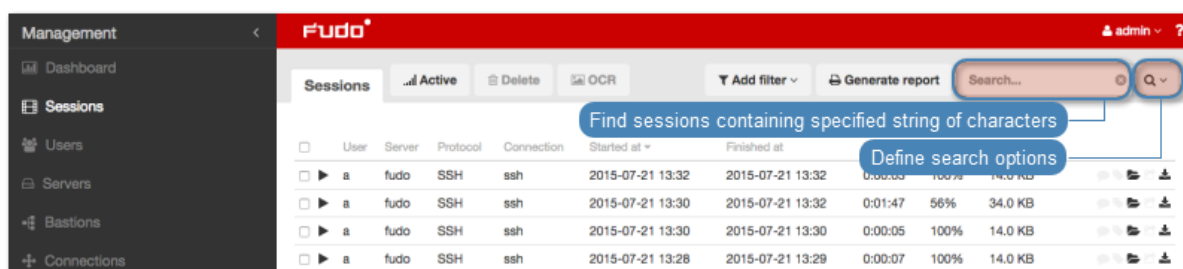 Management
FUDO
admin
?
Dashboard
Sessions
Users
Servers
Bastions
Connections
Sessions
Active
Delete
OCR
Add filter
Generate report
Search...
Find sessions containing specified string of characters
Define search options
User Server Protocol Connection Started at Finished at
a fudo SSH ssh 2015-07-21 13:32 2015-07-21 13:32 100% 14.0 KB
a fudo SSH ssh 2015-07-21 13:30 2015-07-21 13:32 0:01:47 56% 34.0 KB
a fudo SSH ssh 2015-07-21 13:30 2015-07-21 13:30 0:00:05 100% 14.0 KB
a fudo SSH ssh 2015-07-21 13:28 2015-07-21 13:29 0:00:07 100% 14.0 KB